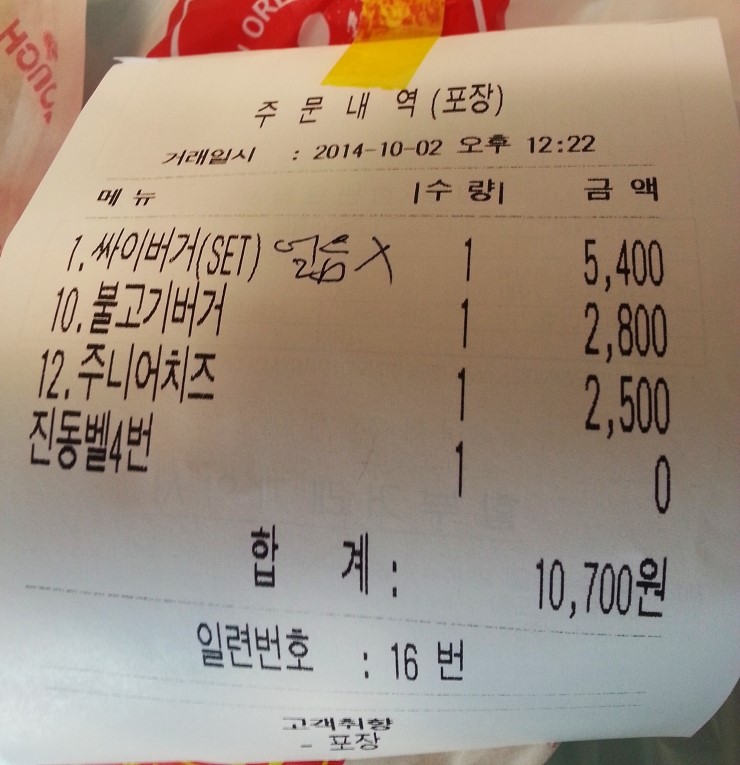 주 문 내 역 (포장)
거래일시 : 2014-10-02 오후 12:22
메 뉴 |수 량| 금 액
1. 싸이버거(SET) 얼음 X 1 5,400
10. 불고기버거 1 2,800
12. 주니어치즈 1 2,500
진동벨4번 1 0
합 계 : 10,700원
일련번호 : 16 번
고객취향
- 포장